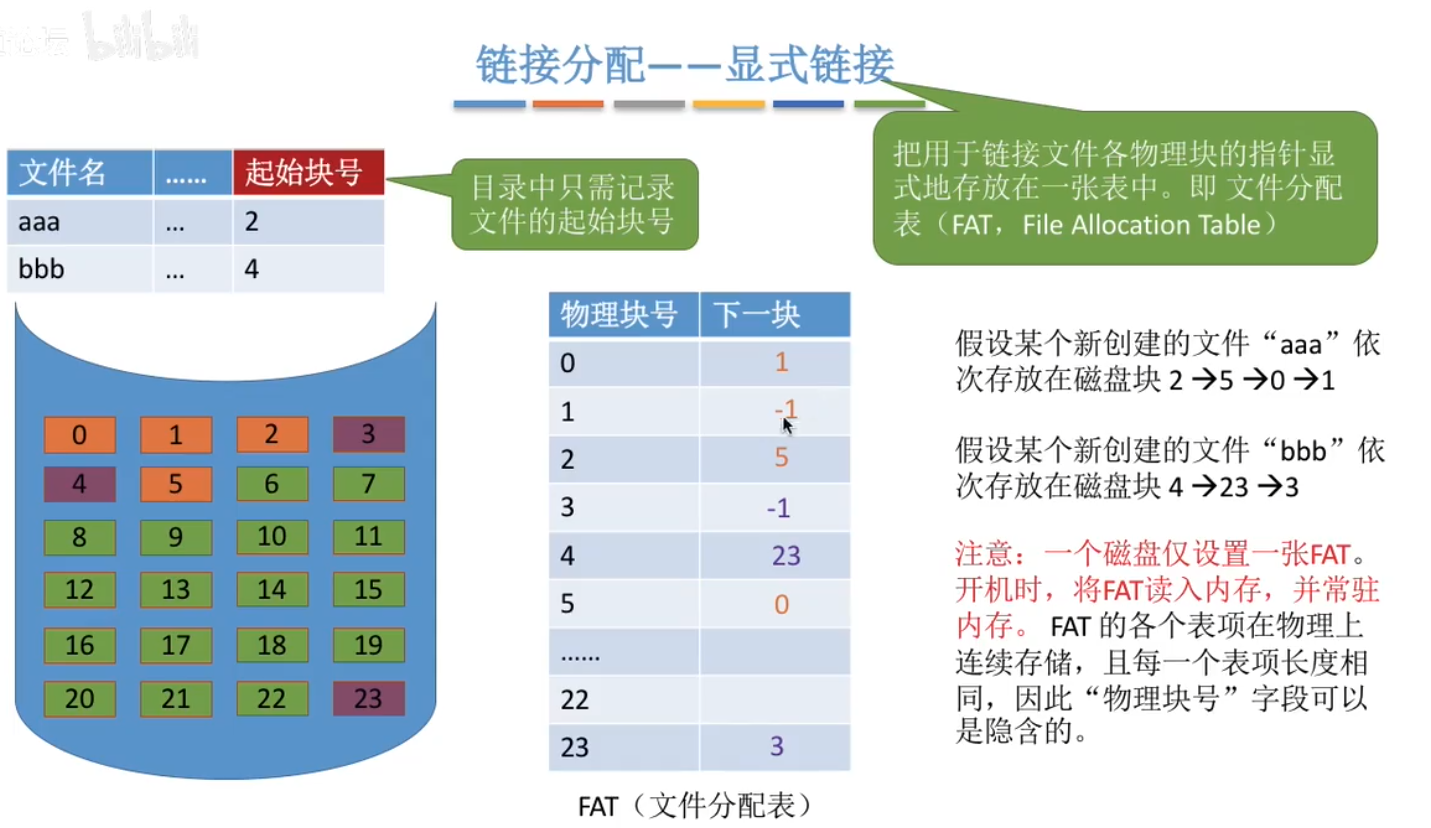 bilibili
链接分配——显式链接
把用于链接文件各物理块的指针显
式地存放在一张表中。即 文件分配
表（FAT，File Allocation Table）
文件名 …… 起始块号
aaa … 2
bbb … 4
目录中只需记录
文件的起始块号
0 1 2 3
4 5 6 7
8 9 10 11
12 13 14 15
16 17 18 19
20 21 22 23
物理块号 下一块
0 1
1 -1
2 5
3 -1
4 23
5 0
……
22
23 3
FAT（文件分配表）
假设某个新创建的文件“aaa”依
次存放在磁盘块 2 →5 →0 →1
假设某个新创建的文件“bbb”依
次存放在磁盘块 4 →23 →3
注意：一个磁盘仅设置一张FAT。
开机时，将FAT读入内存，并常驻
内存。 FAT 的各个表项在物理上
连续存储，且每一个表项长度相
同，因此“物理块号”字段可以
是隐含的。